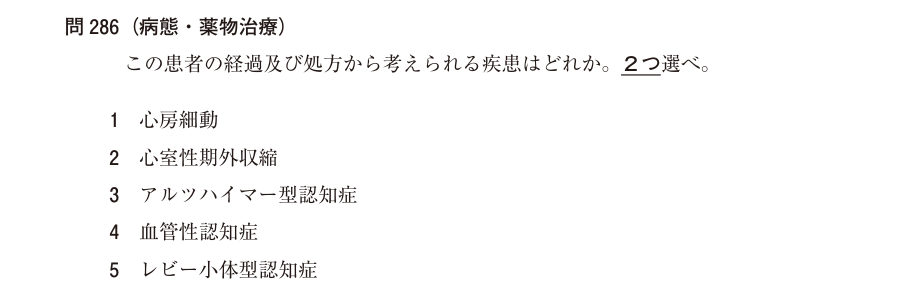 問 286（病態・薬物治療）
この患者の経過及び処方から考えられる疾患はどれか。２つ選べ。
1 心房細動
2 心室性期外収縮
3 アルツハイマー型認知症
4 血管性認知症
5 レビー小体型認知症